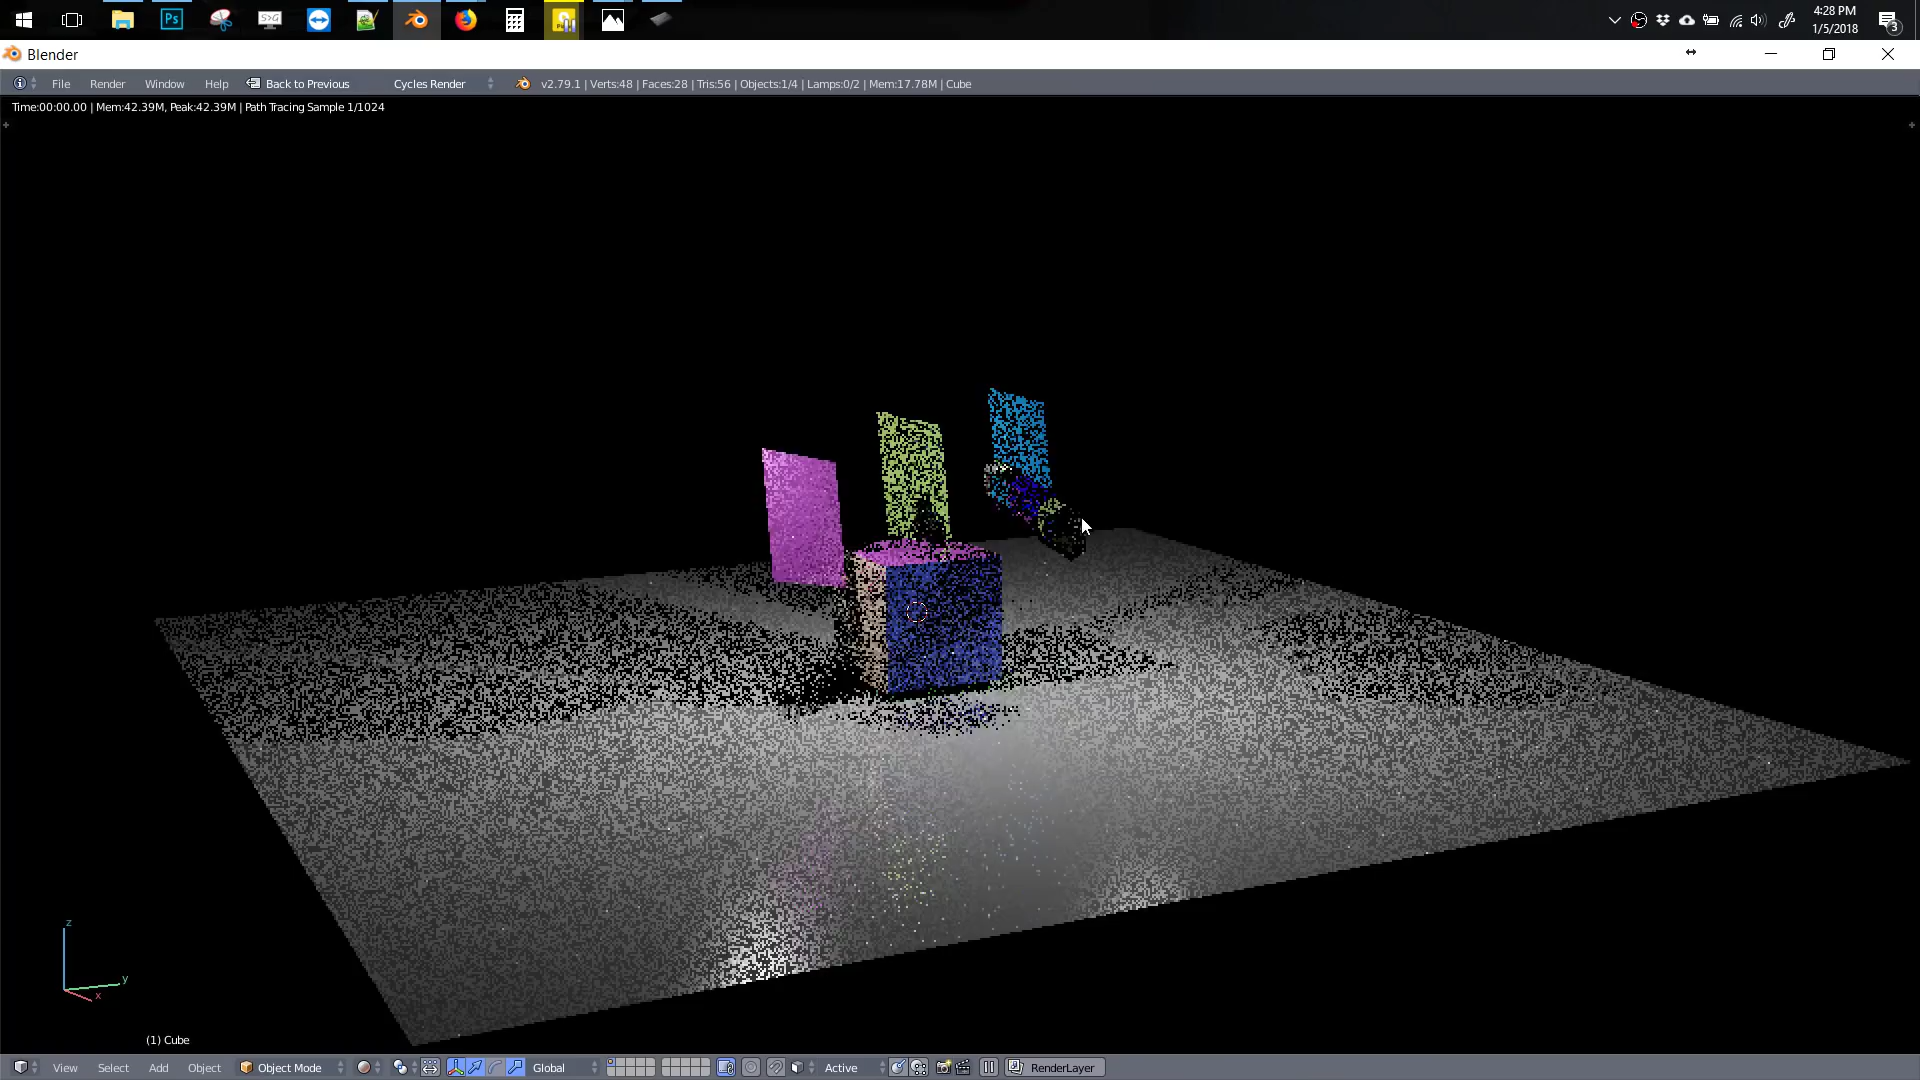 Ps
4:28 PM
1/5/2018
3
Blender
File Render Window Help Back to Previous Cycles Render v2.79.1 | Verts:48 | Faces:28 | Tris:56 | Objects:1/4 | Lamps:0/2 | Mem:17.78M | Cube
Time:00:00.00 | Mem:42.39M, Peak:42.39M | Path Tracing Sample 1/1024
z
y
x
(1) Cube
View Select Add Object Object Mode Global Active RenderLayer